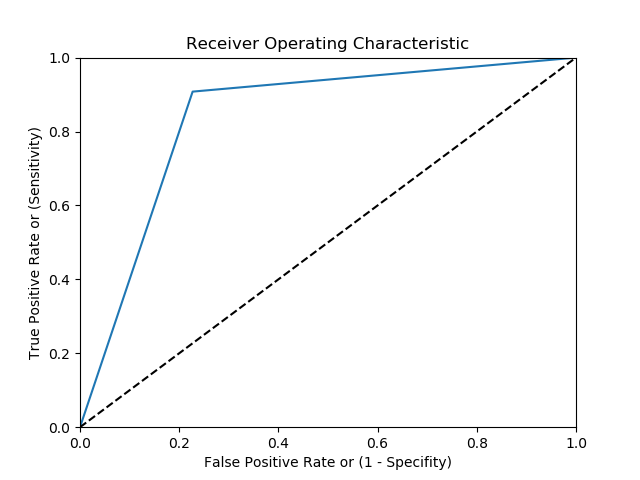 Receiver Operating Characteristic
1.0
0.8
0.6
0.4
0.2
0.0
True Positive Rate or (Sensitivity)
0.0 0.2 0.4 0.6 0.8 1.0
False Positive Rate or (1 - Specifity)